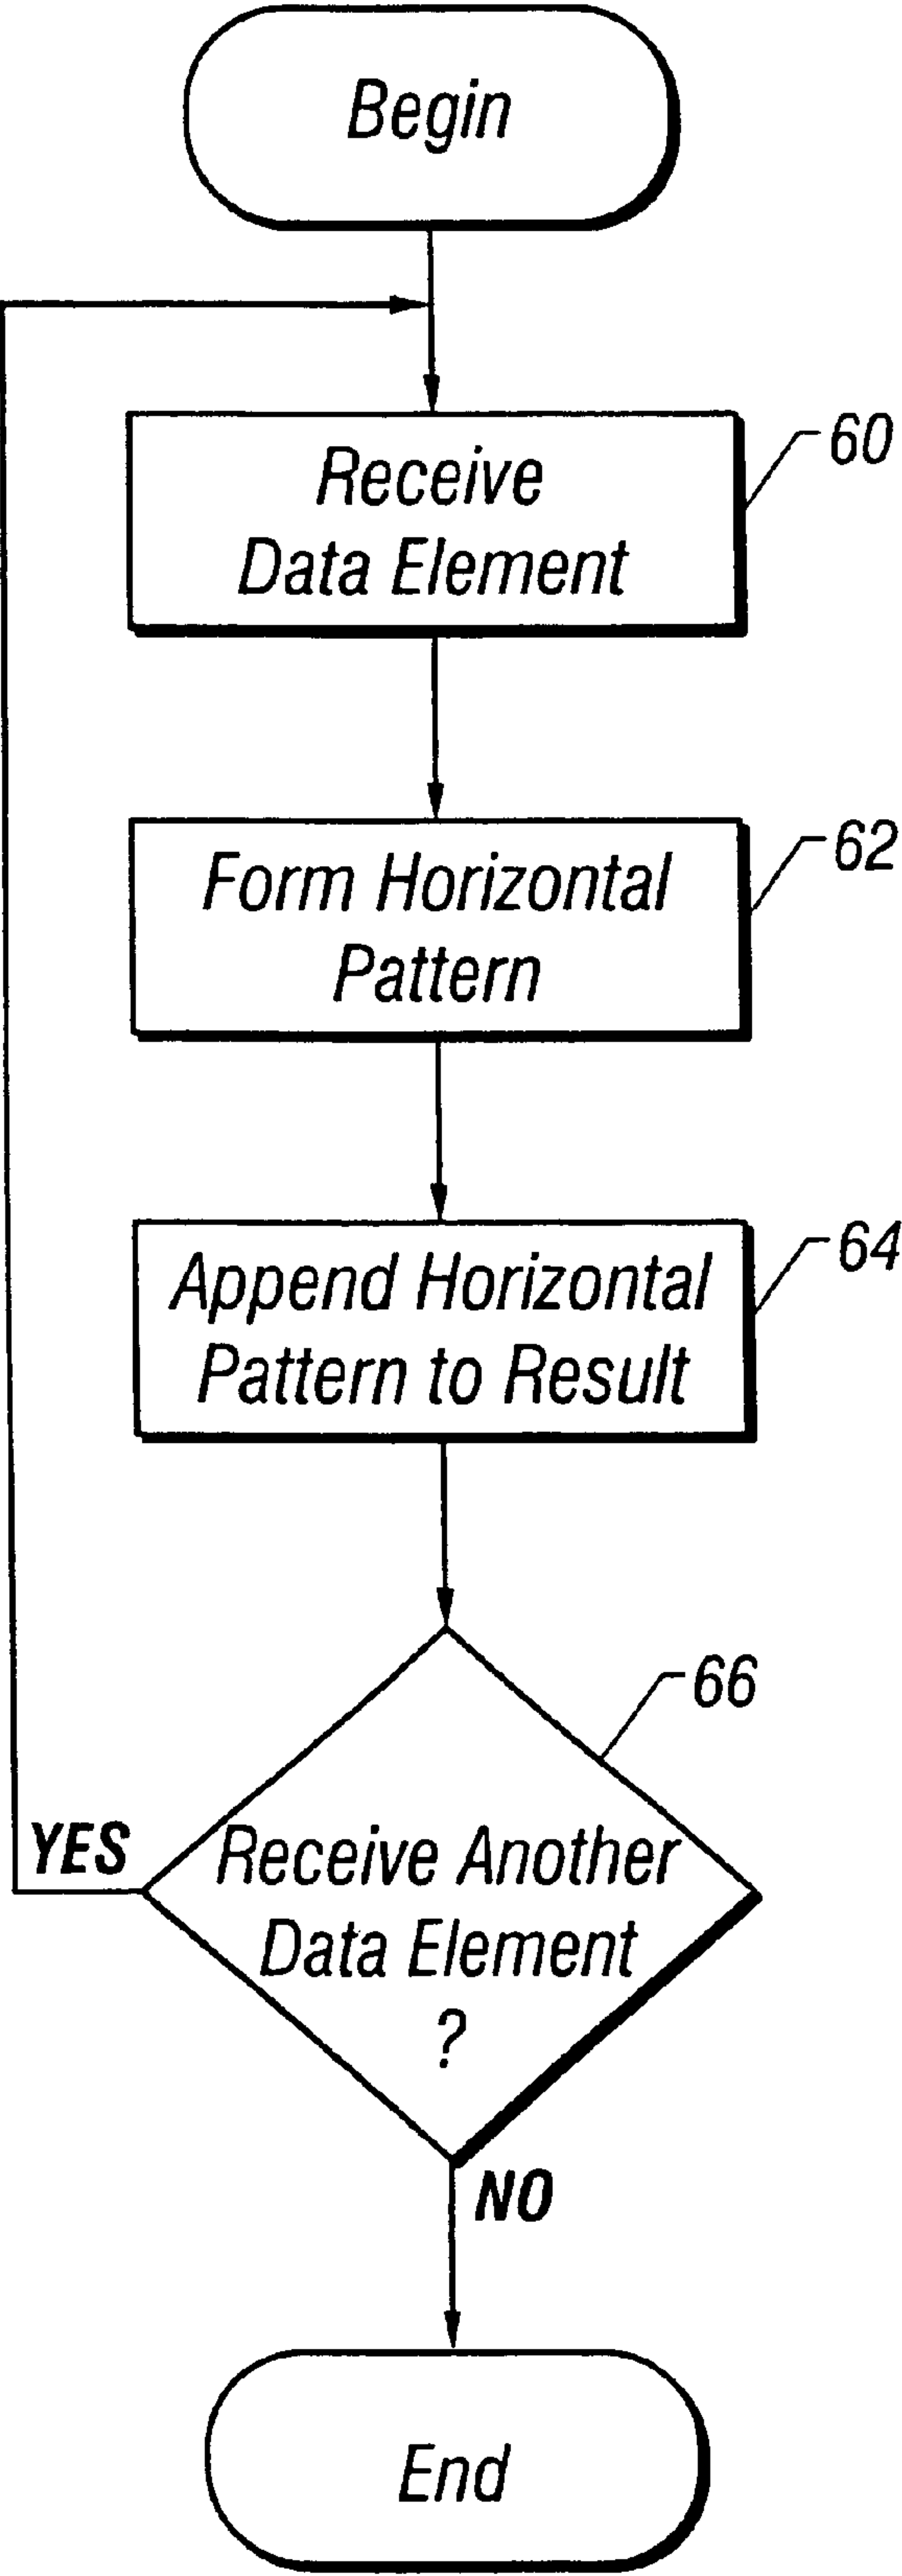 Begin
60
Receive
Data Element
62
Form Horizontal
Pattern
64
Append Horizontal
Pattern to Result
66
YES
Receive Another
Data Element
?
NO
End